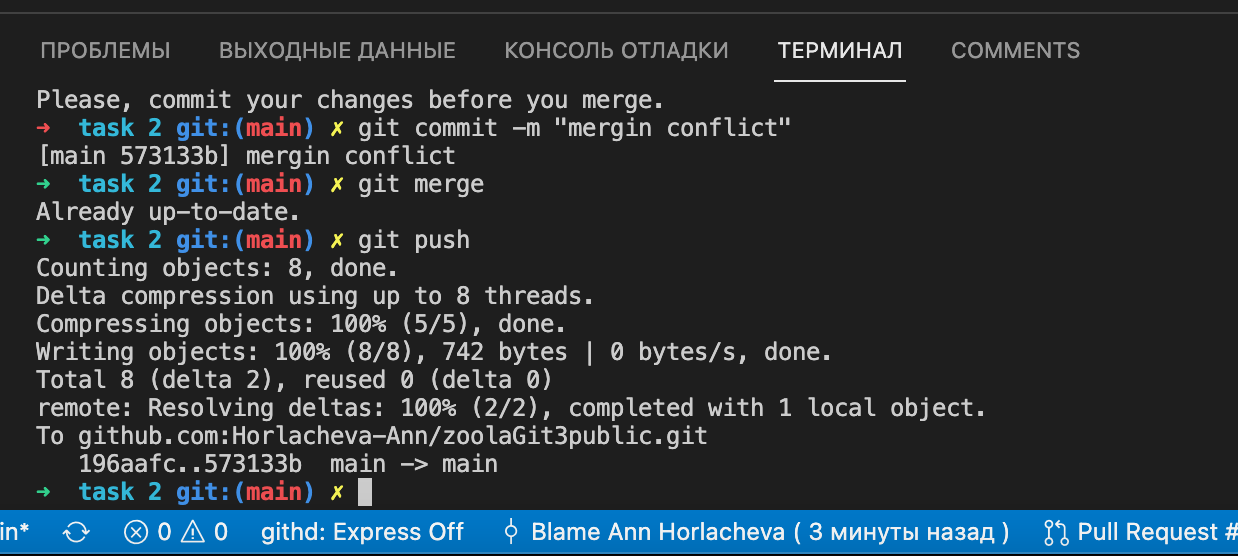 ПРОБЛЕМЫ ВЫХОДНЫЕ ДАННЫЕ КОНСОЛЬ ОТЛАДКИ ТЕРМИНАЛ COMMENTS
Please, commit your changes before you merge.
➜ task 2 git:(main) ✗ git commit -m "mergin conflict"
[main 573133b] mergin conflict
➜ task 2 git:(main) ✗ git merge
Already up-to-date.
➜ task 2 git:(main) ✗ git push
Counting objects: 8, done.
Delta compression using up to 8 threads.
Compressing objects: 100% (5/5), done.
Writing objects: 100% (8/8), 742 bytes | 0 bytes/s, done.
Total 8 (delta 2), reused 0 (delta 0)
remote: Resolving deltas: 100% (2/2), completed with 1 local object.
To github.com:Horlacheva-Ann/zoolaGit3public.git
196aafc..573133b main -> main
➜ task 2 git:(main) ✗
in* 0 0 githd: Express Off Blame Ann Horlacheva ( 3 минуты назад ) Pull Request #